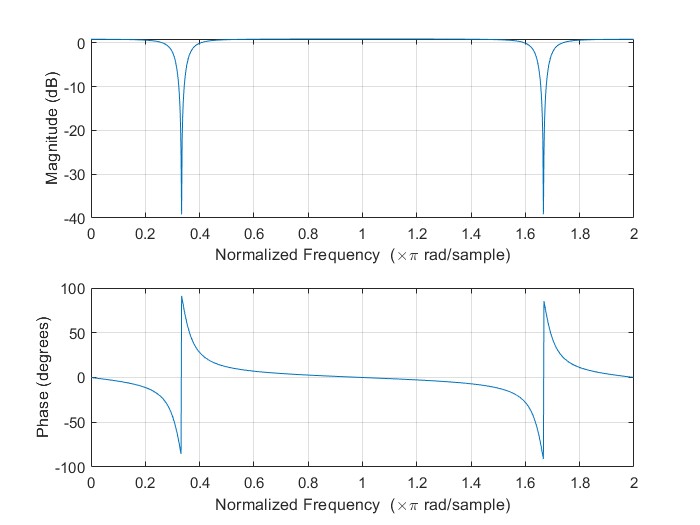 0
-10
-20
-30
-40
Magnitude (dB)
0 0.2 0.4 0.6 0.8 1 1.2 1.4 1.6 1.8 2
Normalized Frequency (×π rad/sample)
100
50
0
-50
-100
Phase (degrees)
0 0.2 0.4 0.6 0.8 1 1.2 1.4 1.6 1.8 2
Normalized Frequency (×π rad/sample)